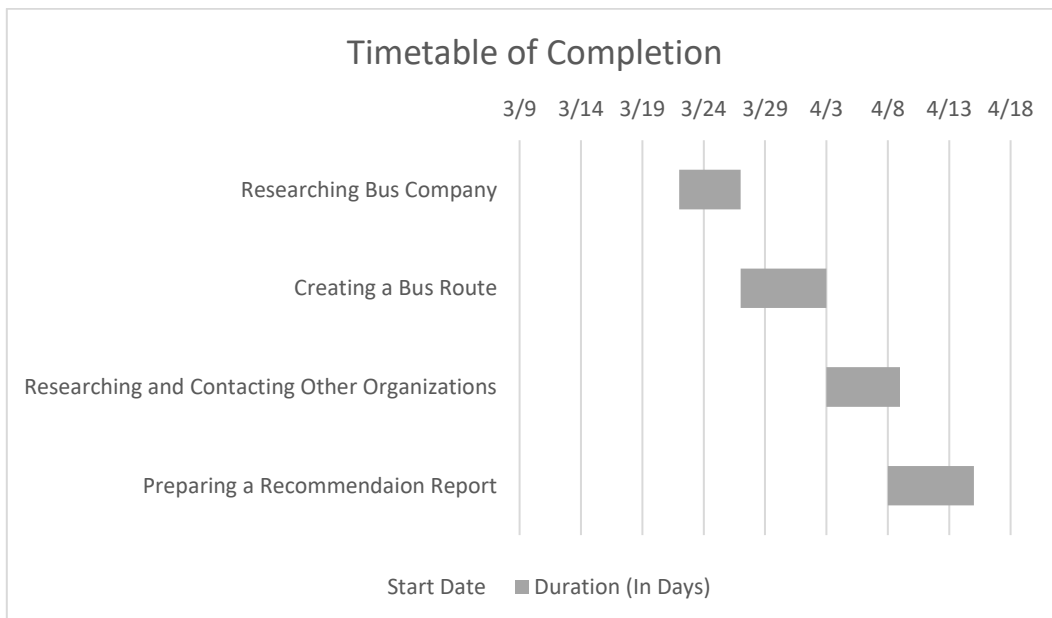 Timetable of Completion
3/9 3/14 3/19 3/24 3/29 4/3 4/8 4/13 4/18
Researching Bus Company
Creating a Bus Route
Researching and Contacting Other Organizations
Preparing a Recommendaion Report
Start Date Duration (In Days)